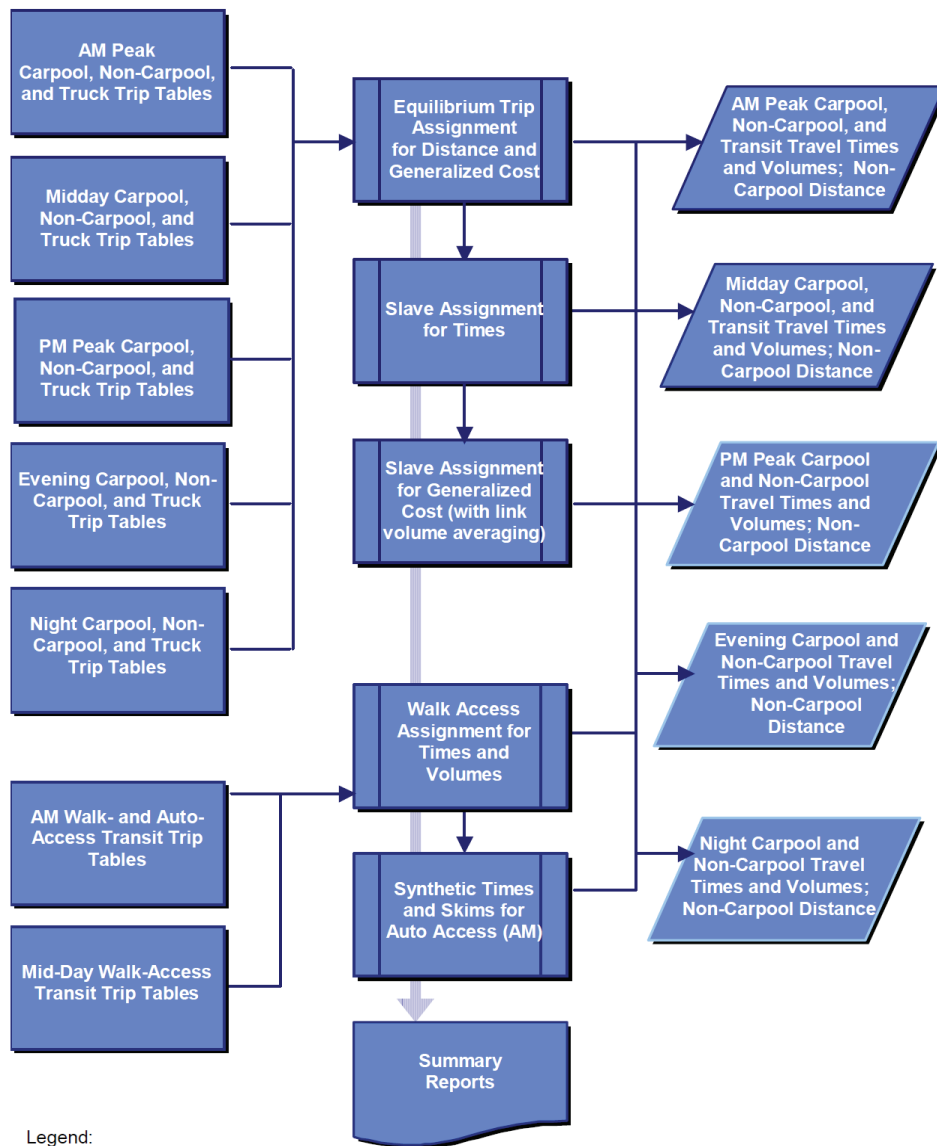 AM Peak
Carpool, Non-Carpool,
and Truck Trip Tables
Midday Carpool,
Non-Carpool, and
Truck Trip Tables
PM Peak Carpool,
Non-Carpool, and
Truck Trip Tables
Evening Carpool, Non-
Carpool, and Truck
Trip Tables
Night Carpool, Non-
Carpool, and Truck
Trip Tables
AM Walk- and Auto-
Access Transit Trip
Tables
Mid-Day Walk-Access
Transit Trip Tables
Equilibrium Trip
Assignment
for Distance and
Generalized Cost
Slave Assignment
for Times
Slave Assignment
for Generalized
Cost (with link
volume averaging)
Walk Access
Assignment for
Times and
Volumes
Synthetic Times
and Skims for
Auto Access (AM)
Summary
Reports
AM Peak Carpool,
Non-Carpool, and
Transit Travel Times
and Volumes; Non-
Carpool Distance
Midday Carpool,
Non-Carpool, and
Transit Travel Times
and Volumes; Non-
Carpool Distance
PM Peak Carpool
and Non-Carpool
Travel Times and
Volumes; Non-
Carpool Distance
Evening Carpool and
Non-Carpool Travel
Times and Volumes;
Non-Carpool
Distance
Night Carpool and
Non-Carpool Travel
Times and Volumes;
Non-Carpool Distance
Legend: